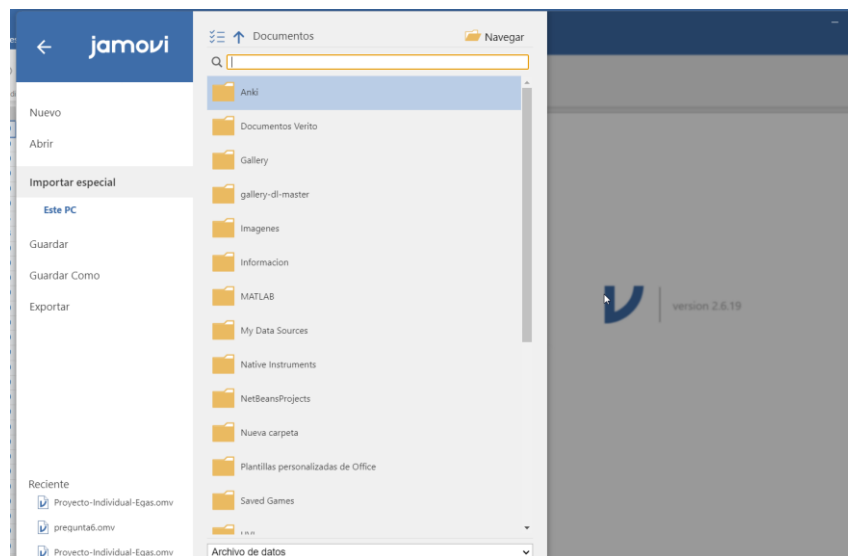 jamovi
Documentos
Navegar
Anki
Nuevo
Documentos Verito
Abrir
Gallery
Importar especial
gallery-dl-master
Este PC
Imagenes
Guardar
Informacion
Guardar Como
MATLAB
Exportar
version 2.6.19
My Data Sources
Native Instruments
NetBeansProjects
Nueva carpeta
Plantillas personalizadas de Office
Reciente
Saved Games
Proyecto-Individual-Egas.omv
pregunta6.omv
Proyecto-Individual-Egas.omv
Archivo de datos